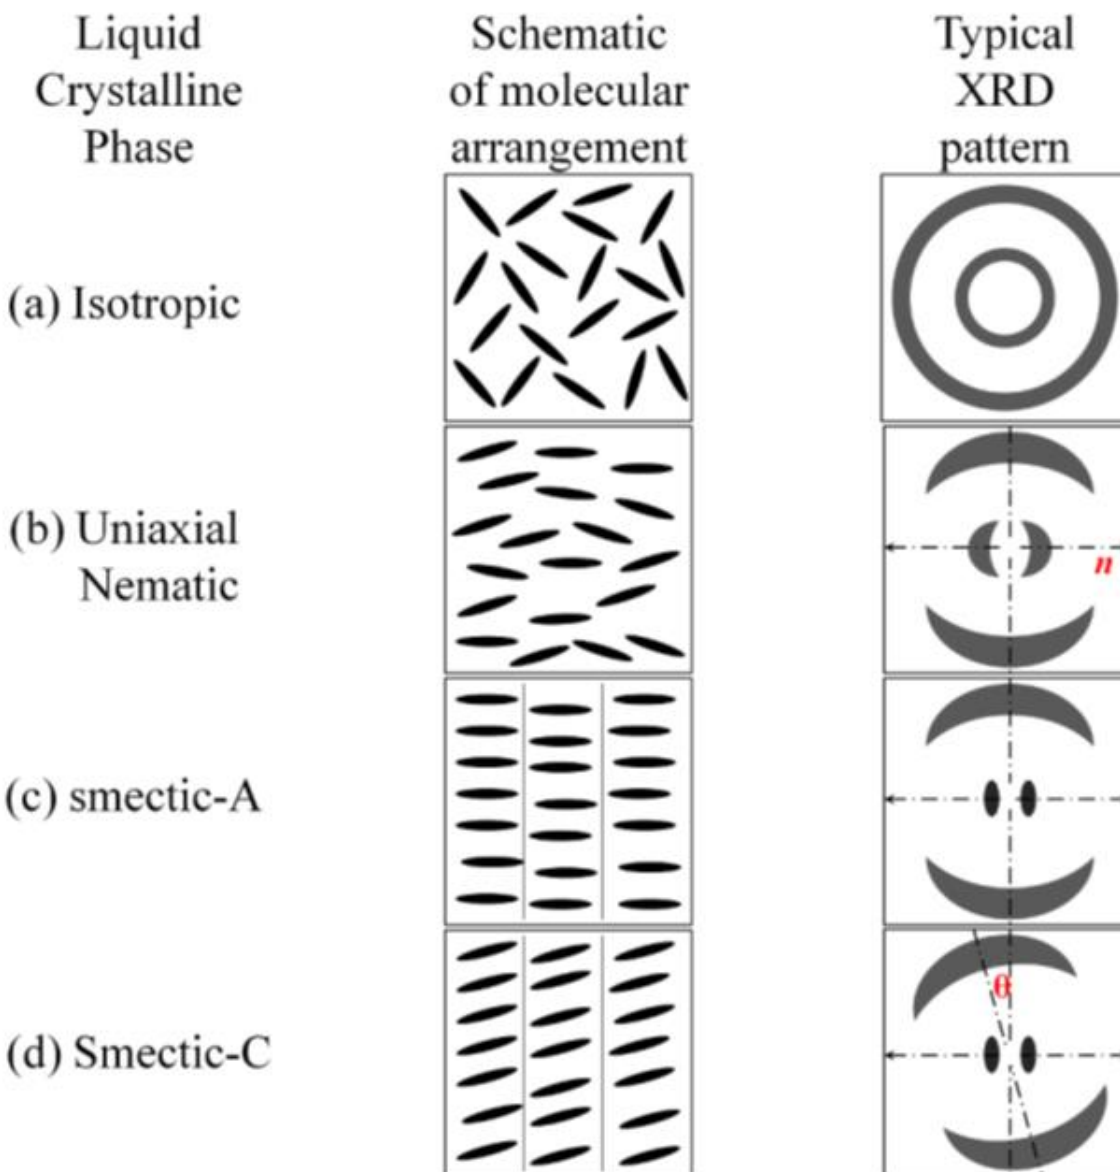 Liquid
Crystalline
Phase
Schematic
of molecular
arrangement
Typical
XRD
pattern
(a) Isotropic
(b) Uniaxial
Nematic
n
(c) smectic-A
(d) Smectic-C
θ